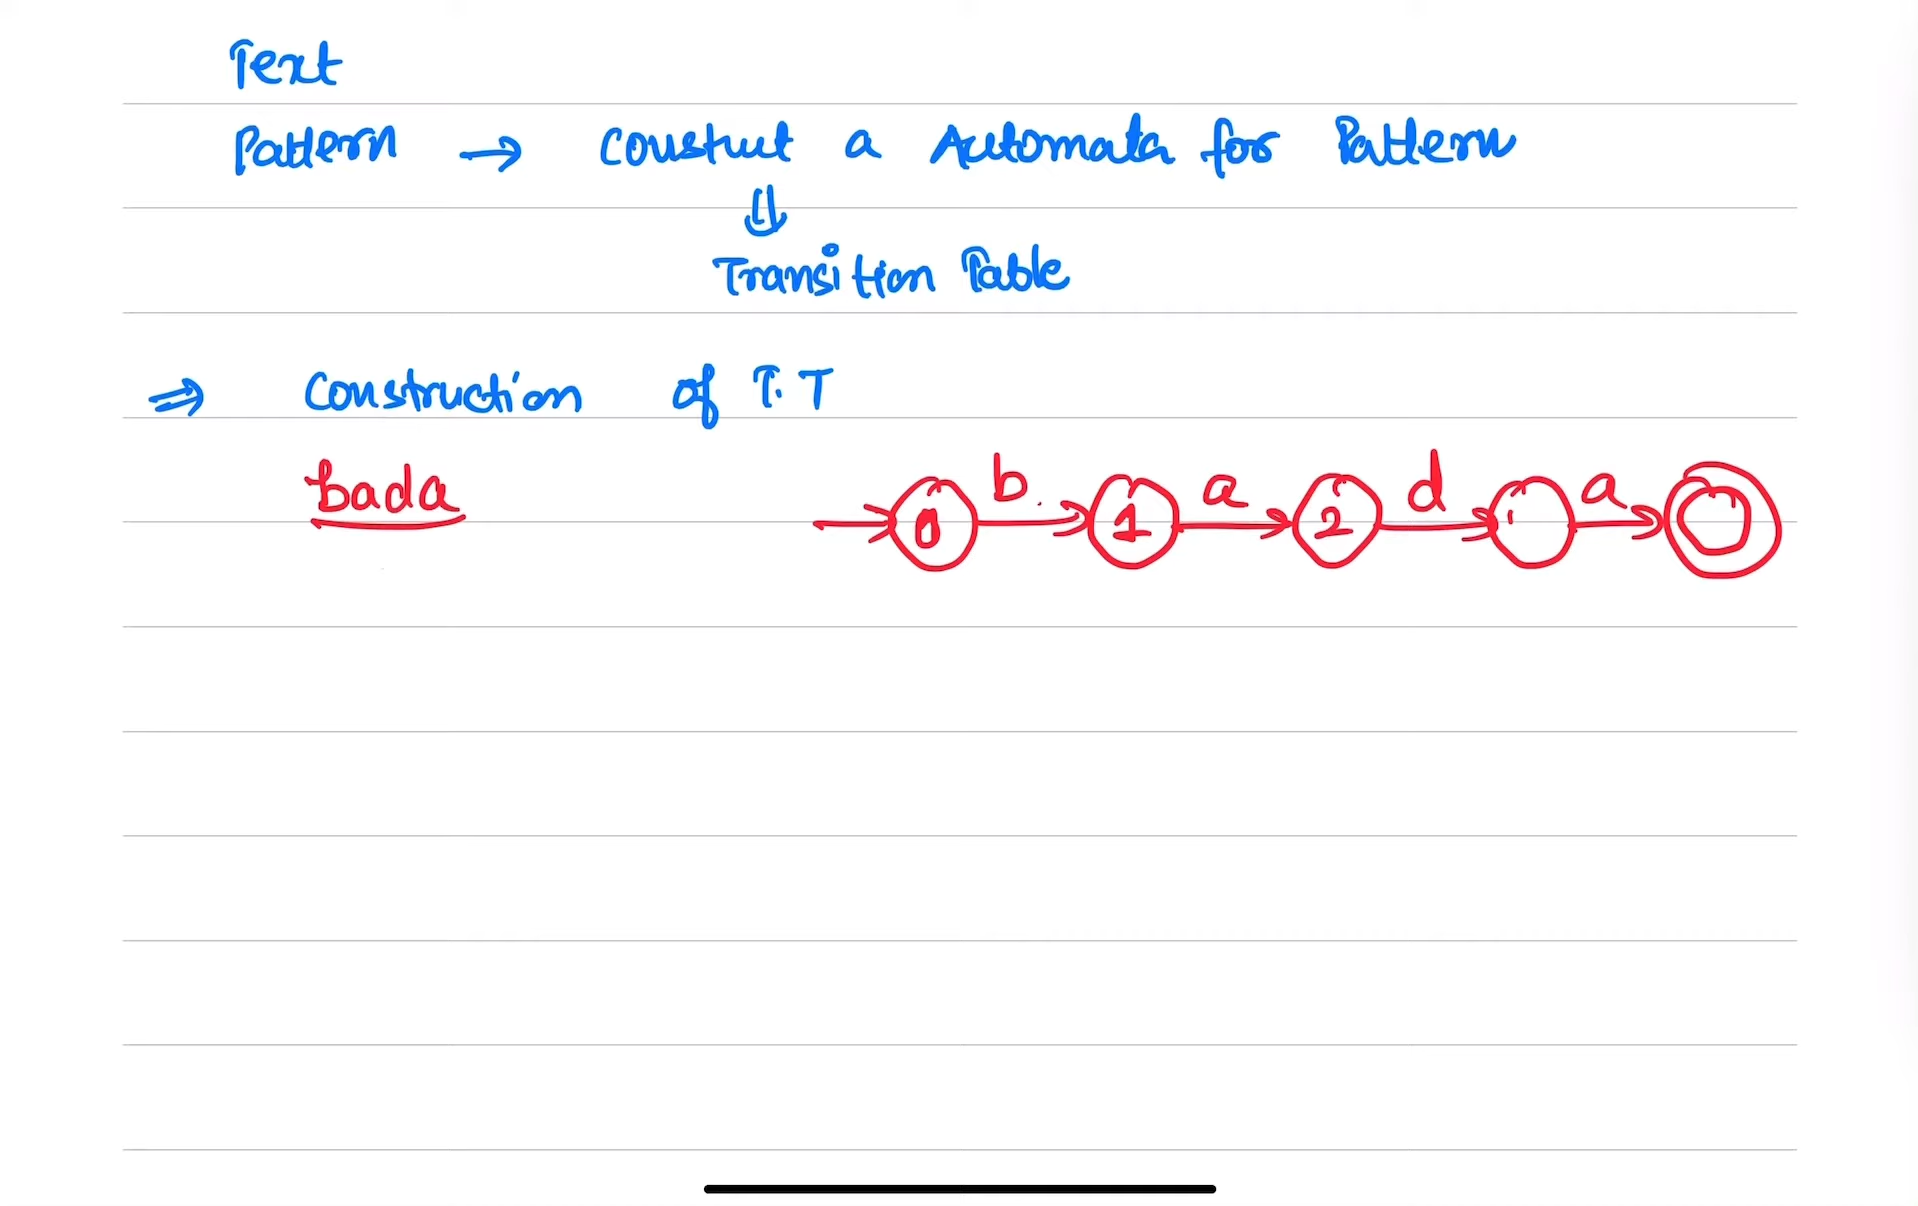 Text
Pattern → Construct a Automata for Pattern
⇓
Transition Table
⇒ Construction of T.T
bada
→ 0 b → 1 a → 2 d → a →